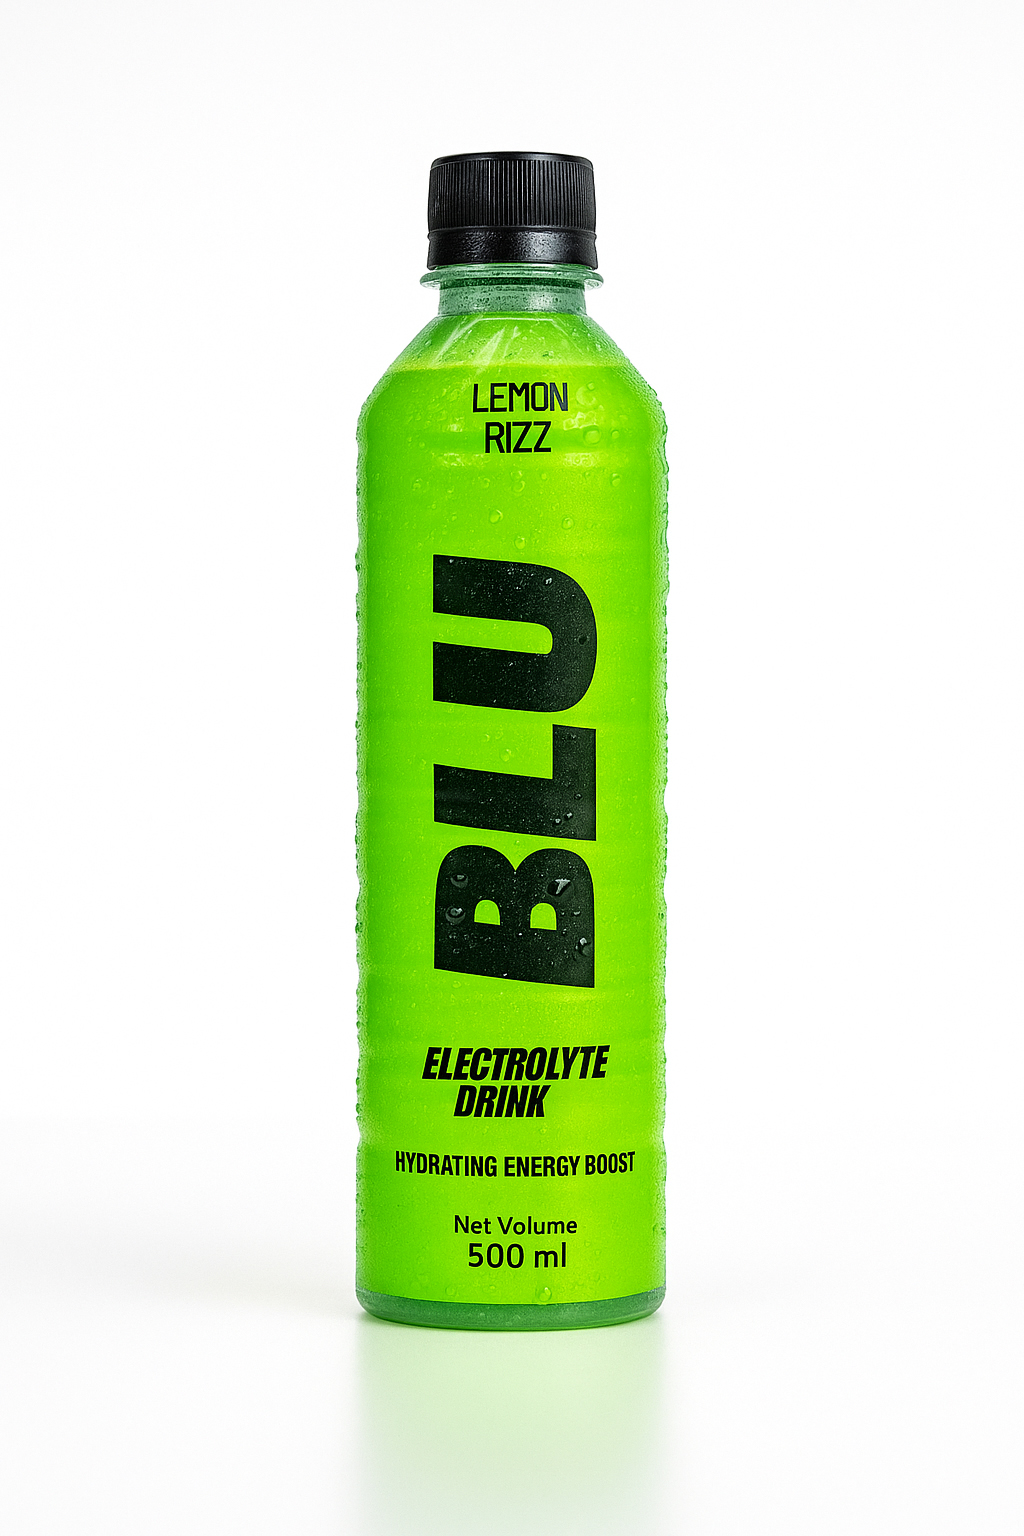 LEMON
RIZZ
BLU
ELECTROLYTE
DRINK
HYDRATING ENERGY BOOST
Net Volume
500 ml